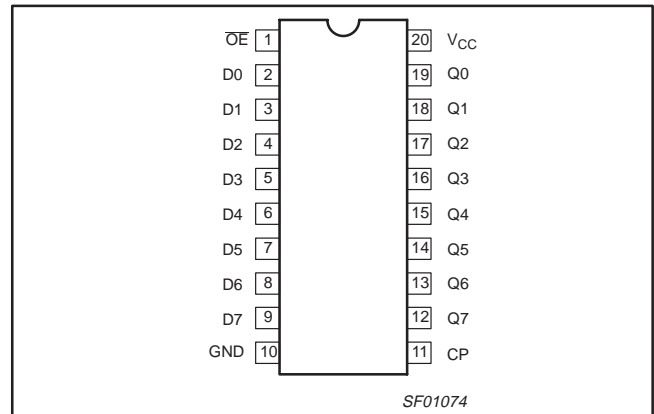 O̅E̅ 1 20 VCC
D0 2 19 Q0
D1 3 18 Q1
D2 4 17 Q2
D3 5 16 Q3
D4 6 15 Q4
D5 7 14 Q5
D6 8 13 Q6
D7 9 12 Q7
GND 10 11 CP
SF01074